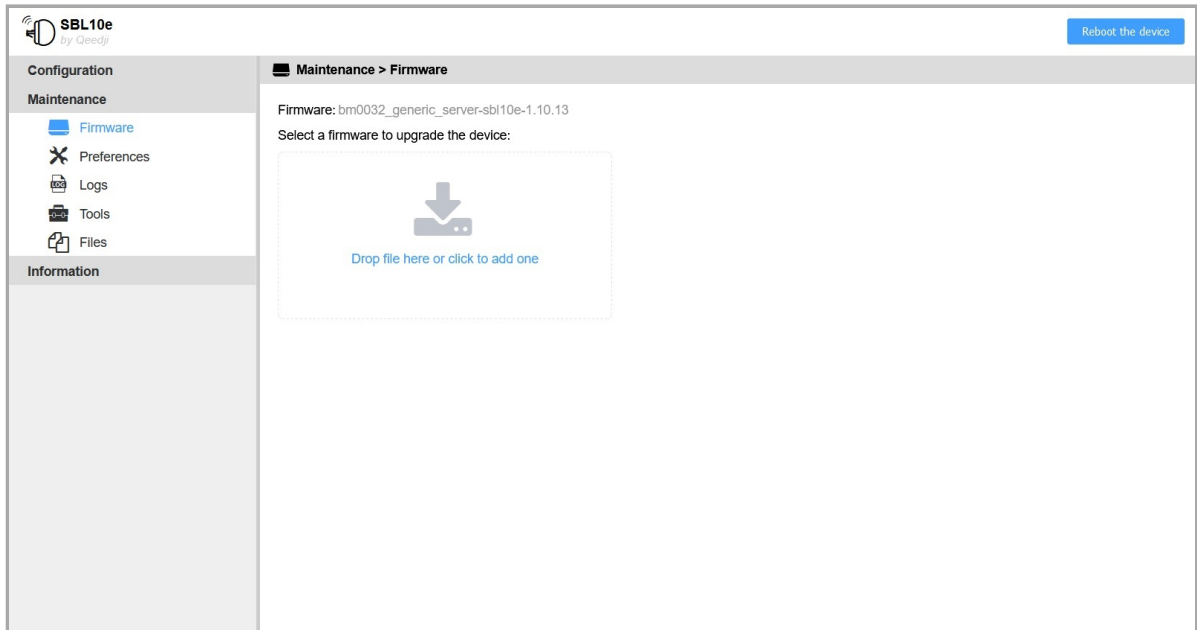 SBL10e
by Qeedji
Reboot the device
Configuration
Maintenance
Firmware
Preferences
LOG
Logs
Tools
Files
Information
Maintenance > Firmware
Firmware: bm0032_generic_server-sbl10e-1.10.13
Select a firmware to upgrade the device:
Drop file here or click to add one